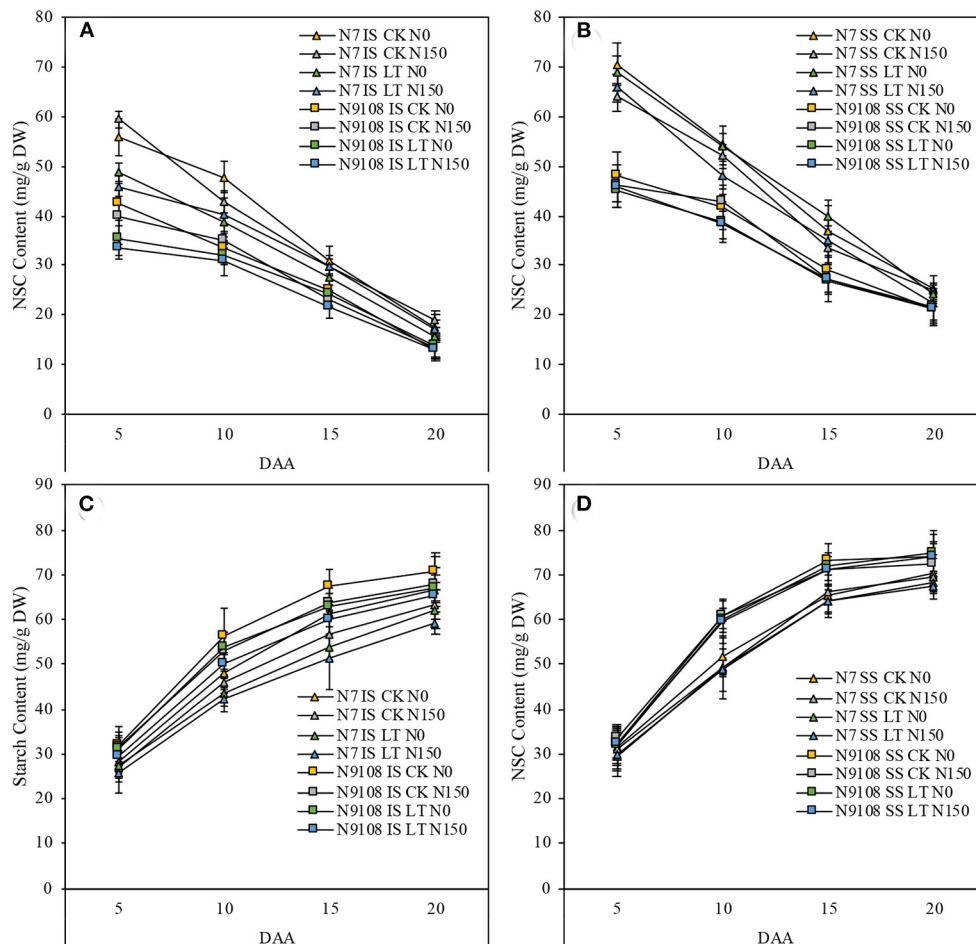 A
NSC Content (mg/g DW)
80
70
60
50
40
30
20
10
0
N7 IS CK N0
N7 IS CK N150
N7 IS LT N0
N7 IS LT N150
N9108 IS CK N0
N9108 IS CK N150
N9108 IS LT N0
N9108 IS LT N150
5 10 15 20
DAA
B
NSC Content (mg/g DW)
80
70
60
50
40
30
20
10
0
N7 SS CK N0
N7 SS CK N150
N7 SS LT N0
N7 SS LT N150
N9108 SS CK N0
N9108 SS CK N150
N9108 SS LT N0
N9108 SS LT N150
5 10 15 20
DAA
C
Starch Content (mg/g DW)
90
80
70
60
50
40
30
20
10
0
N7 IS CK N0
N7 IS CK N150
N7 IS LT N0
N7 IS LT N150
N9108 IS CK N0
N9108 IS CK N150
N9108 IS LT N0
N9108 IS LT N150
5 10 15 20
DAA
D
NSC Content (mg/g DW)
90
80
70
60
50
40
30
20
10
0
N7 SS CK N0
N7 SS CK N150
N7 SS LT N0
N7 SS LT N150
N9108 SS CK N0
N9108 SS CK N150
N9108 SS LT N0
N9108 SS LT N150
5 10 15 20
DAA